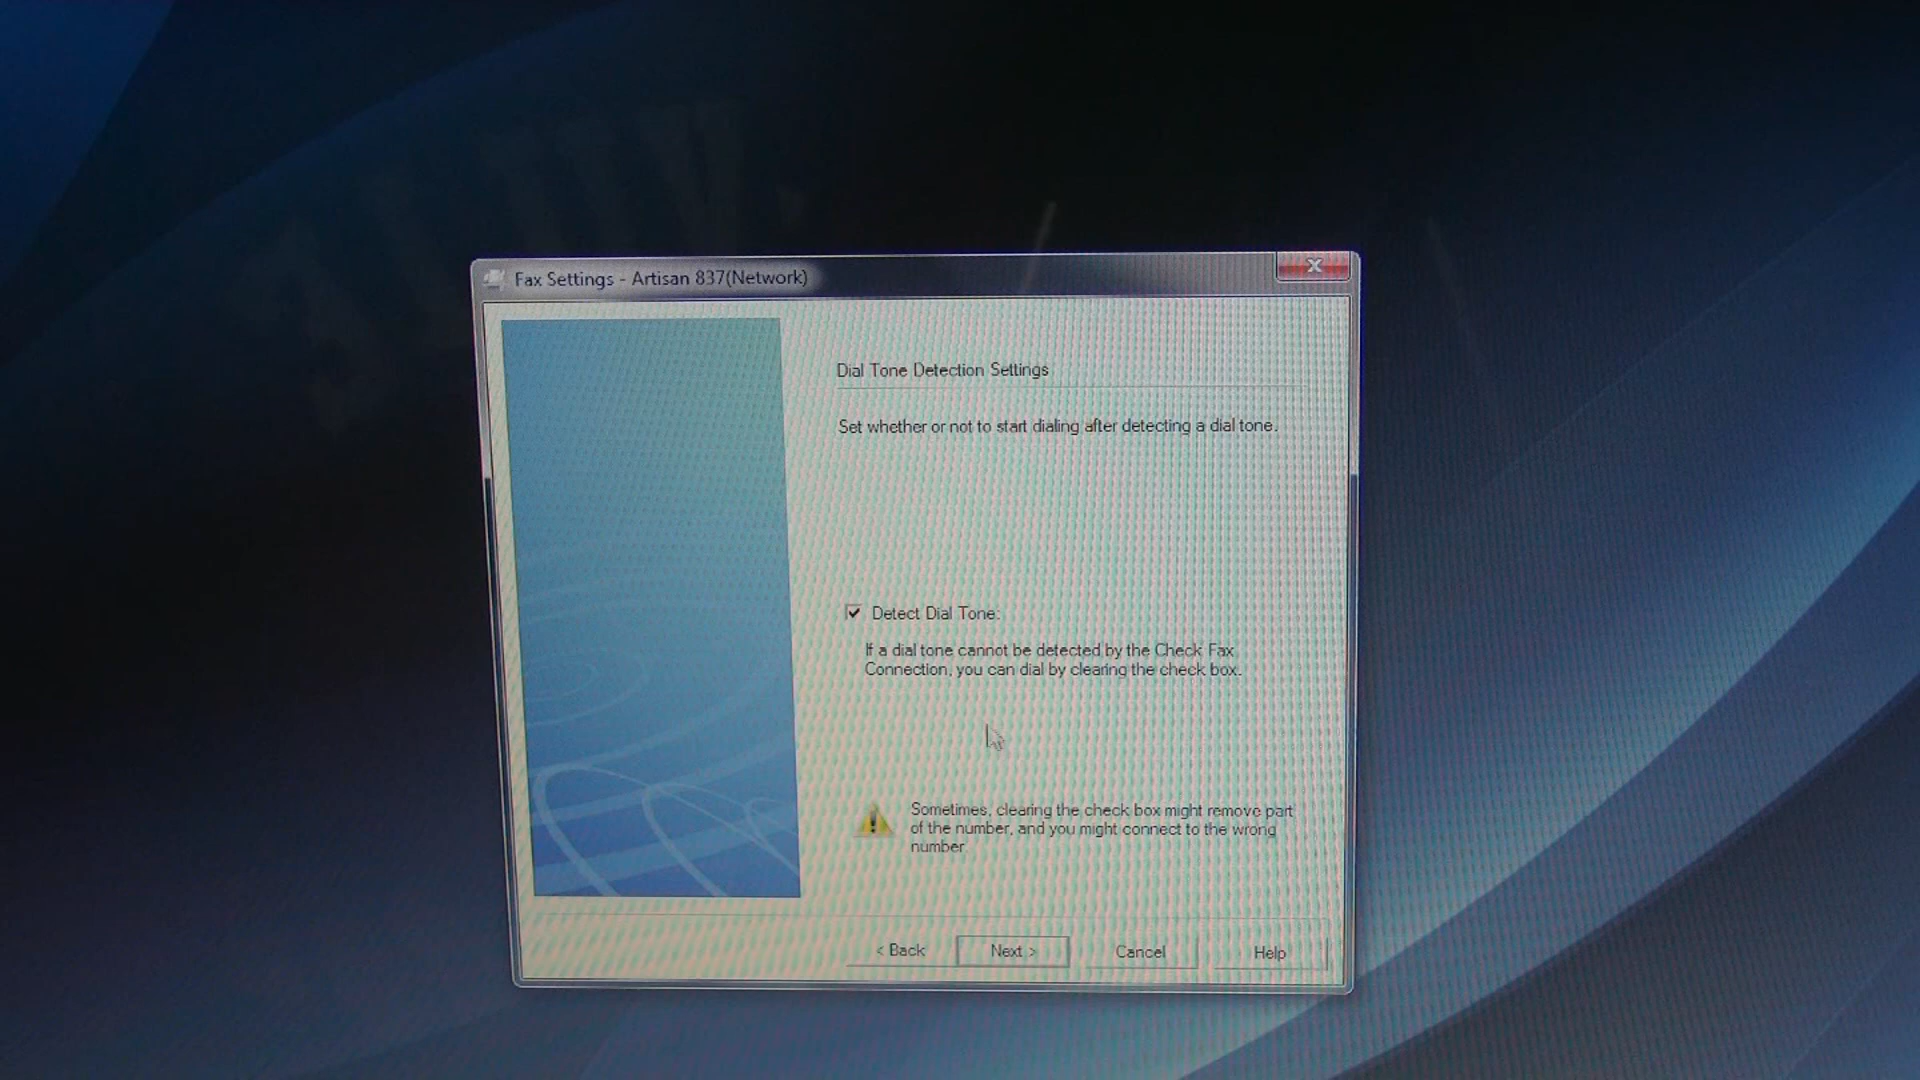 Fax Settings - Artisan 837(Network)
Dial Tone Detection Settings
Set whether or not to start dialing after detecting a dial tone.
Detect Dial Tone:
If a dial tone cannot be detected by the Check Fax
Connection, you can dial by clearing the check box.
Sometimes, clearing the check box might remove part
of the number, and you might connect to the wrong
number.
< Back
Next >
Cancel
Help